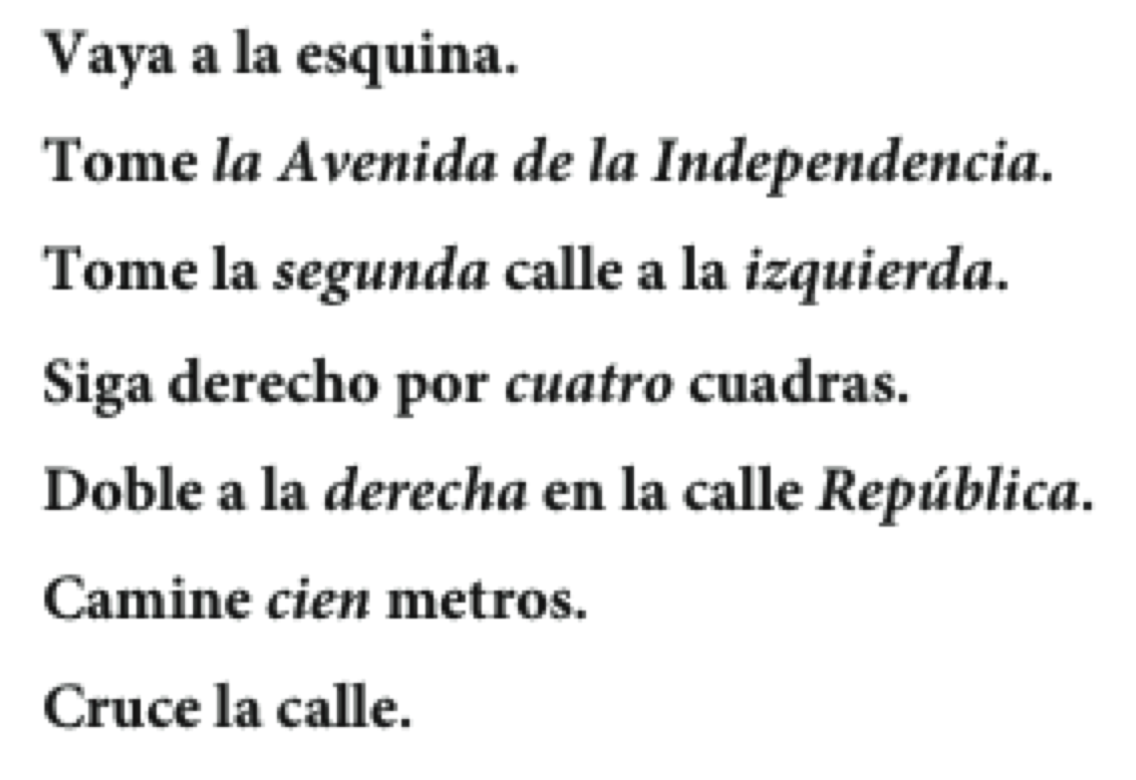 Vaya a la esquina.
Tome la Avenida de la Independencia.
Tome la segunda calle a la izquierda.
Siga derecho por cuatro cuadras.
Doble a la derecha en la calle República.
Camine cien metros.
Cruce la calle.